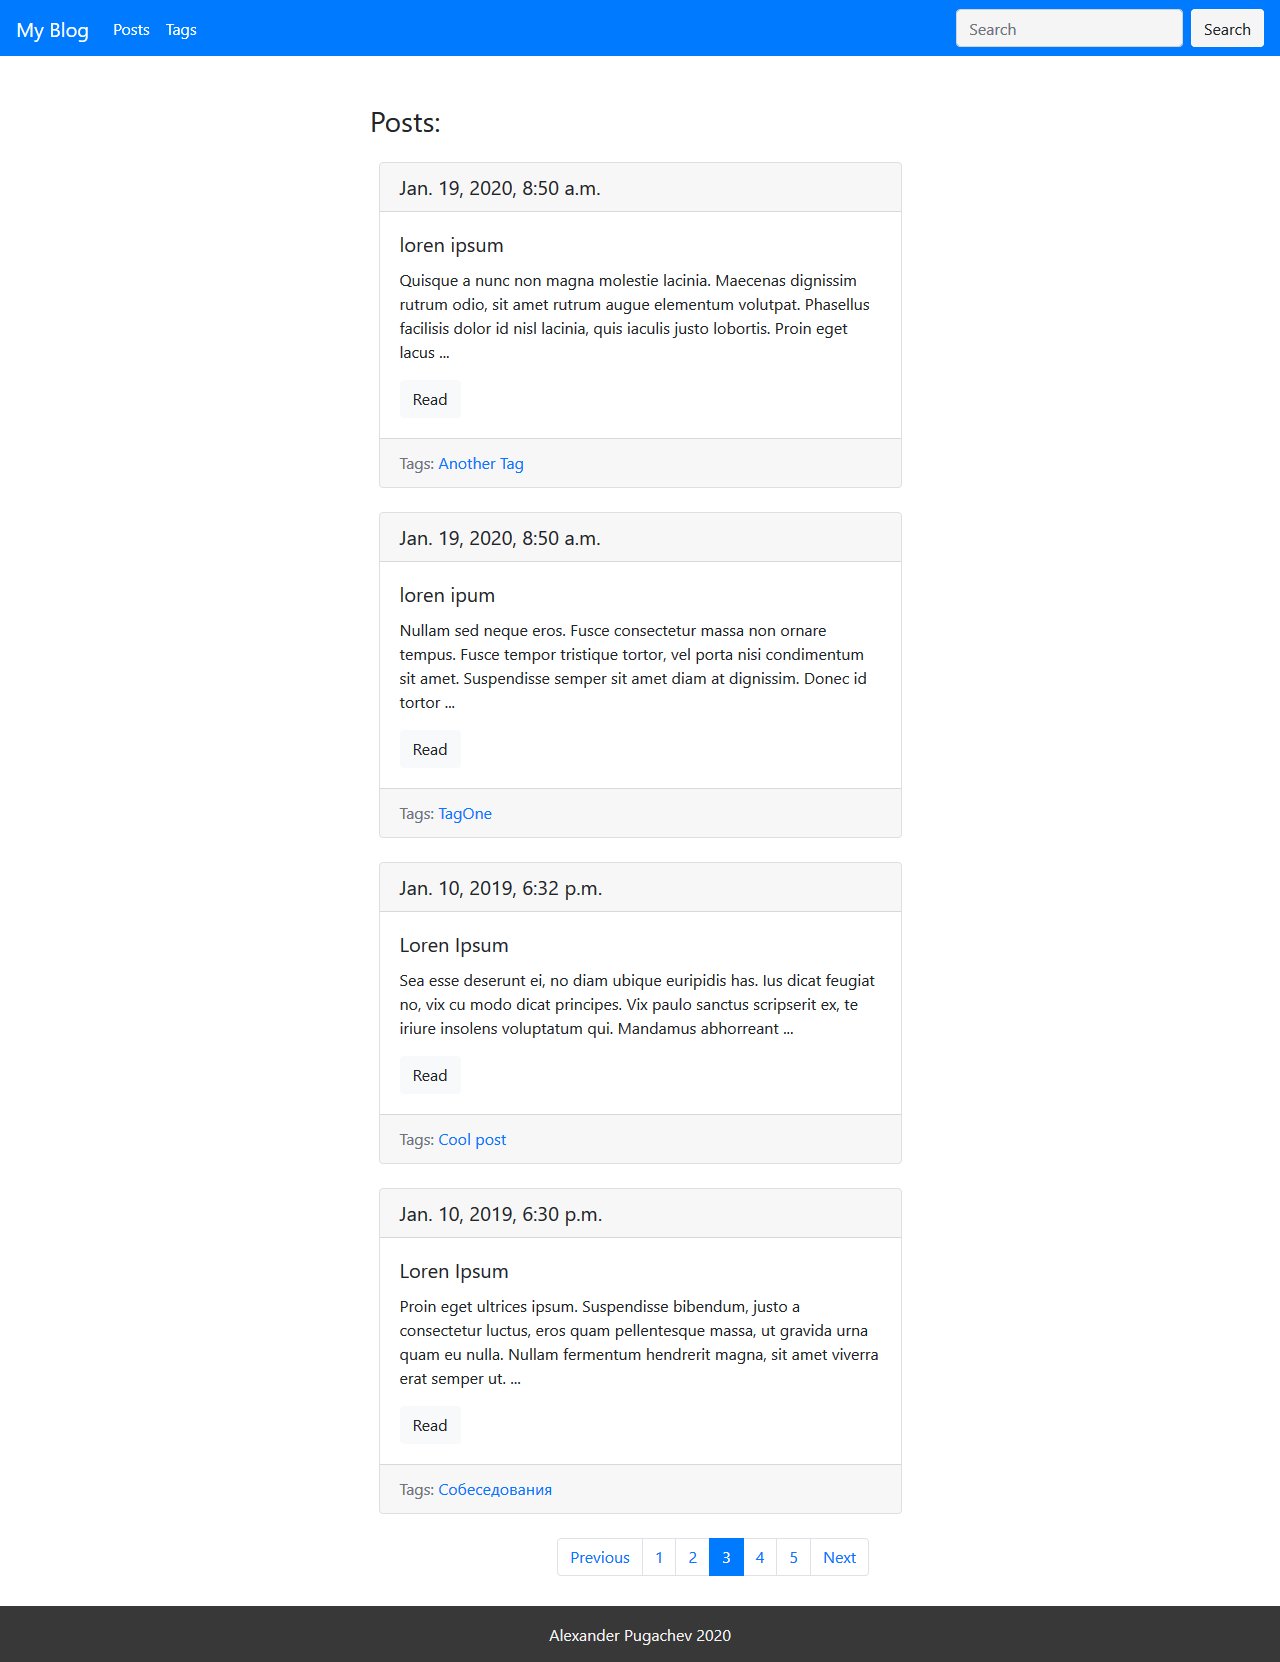 My Blog Posts Tags Search Search
Posts:
Jan. 19, 2020, 8:50 a.m.
loren ipsum
Quisque a nunc non magna molestie lacinia. Maecenas dignissim
rutrum odio, sit amet rutrum augue elementum volutpat. Phasellus
facilisis dolor id nisl lacinia, quis iaculis justo lobortis. Proin eget
lacus ...
Read
Tags: Another Tag
Jan. 19, 2020, 8:50 a.m.
loren ipum
Nullam sed neque eros. Fusce consectetur massa non ornare
tempus. Fusce tempor tristique tortor, vel porta nisi condimentum
sit amet. Suspendisse semper sit amet diam at dignissim. Donec id
tortor ...
Read
Tags: TagOne
Jan. 10, 2019, 6:32 p.m.
Loren Ipsum
Sea esse deserunt ei, no diam ubique euripidis has. Ius dicat feugiat
no, vix cu modo dicat principes. Vix paulo sanctus scripserit ex, te
iriure insolens voluptatum qui. Mandamus abhorreant ...
Read
Tags: Cool post
Jan. 10, 2019, 6:30 p.m.
Loren Ipsum
Proin eget ultrices ipsum. Suspendisse bibendum, justo a
consectetur luctus, eros quam pellentesque massa, ut gravida urna
quam eu nulla. Nullam fermentum hendrerit magna, sit amet viverra
erat semper ut. ...
Read
Tags: Собеседования
Previous 1 2 3 4 5 Next
Alexander Pugachev 2020